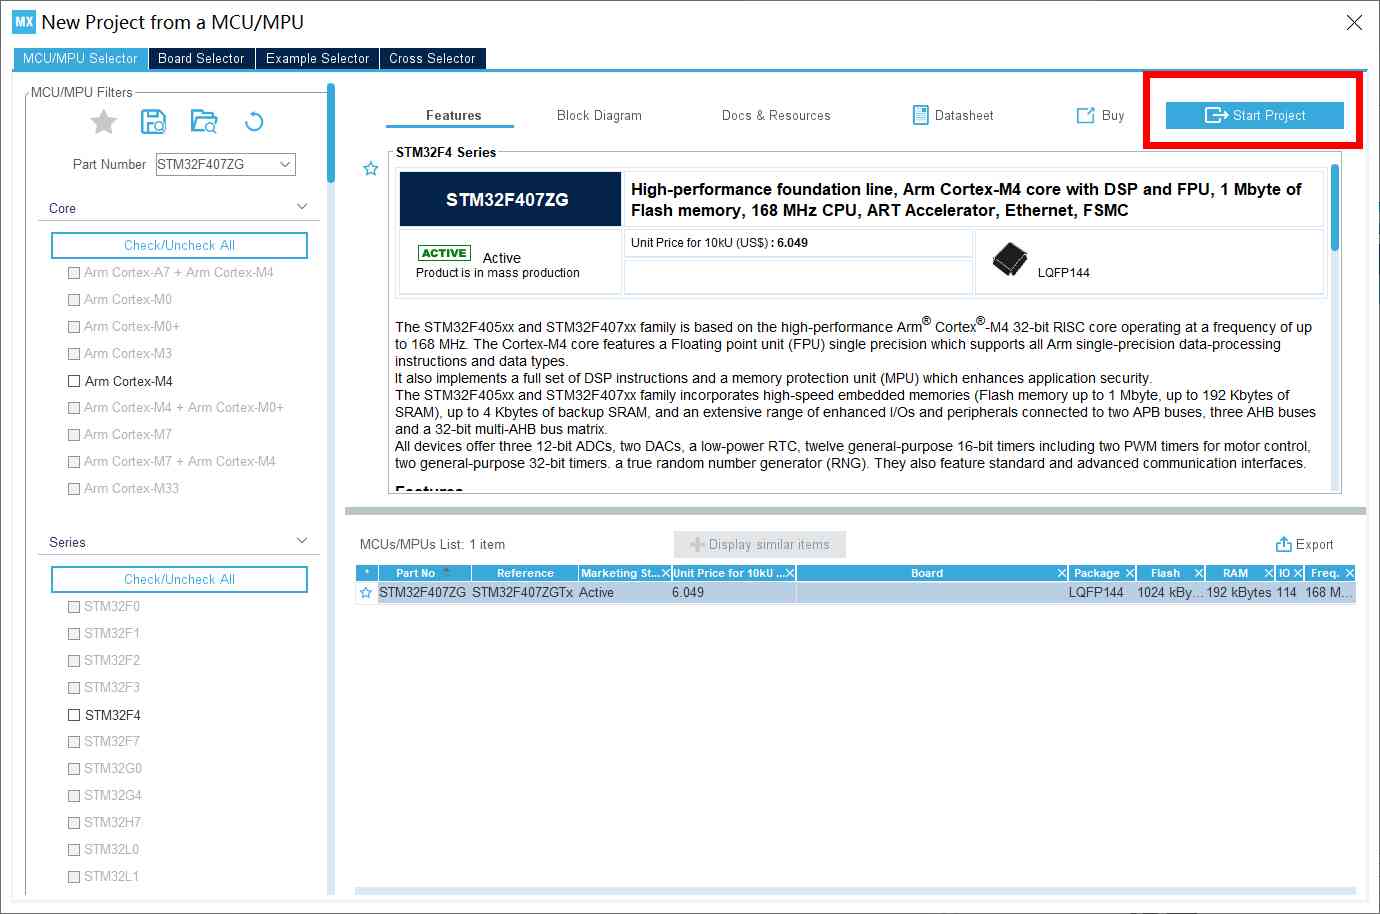 MX New Project from a MCU/MPU
MCU/MPU Selector Board Selector Example Selector Cross Selector
MCU/MPU Filters
Part Number STM32F407ZG
Core
Check/Uncheck All
Arm Cortex-A7 + Arm Cortex-M4
Arm Cortex-M0
Arm Cortex-M0+
Arm Cortex-M3
Arm Cortex-M4
Arm Cortex-M4 + Arm Cortex-M0+
Arm Cortex-M7
Arm Cortex-M7 + Arm Cortex-M4
Arm Cortex-M33
Series
Check/Uncheck All
STM32F0
STM32F1
STM32F2
STM32F3
STM32F4
STM32F7
STM32G0
STM32G4
STM32H7
STM32L0
STM32L1
Features Block Diagram Docs & Resources Datasheet Buy Start Project
STM32F4 Series
STM32F407ZG
High-performance foundation line, Arm Cortex-M4 core with DSP and FPU, 1 Mbyte of
Flash memory, 168 MHz CPU, ART Accelerator, Ethernet, FSMC
ACTIVE Active
Product is in mass production
Unit Price for 10kU (US$) : 6.049
LQFP144
The STM32F405xx and STM32F407xx family is based on the high-performance Arm® Cortex®-M4 32-bit RISC core operating at a frequency of up
to 168 MHz. The Cortex-M4 core features a Floating point unit (FPU) single precision which supports all Arm single-precision data-processing
instructions and data types.
It also implements a full set of DSP instructions and a memory protection unit (MPU) which enhances application security.
The STM32F405xx and STM32F407xx family incorporates high-speed embedded memories (Flash memory up to 1 Mbyte, up to 192 Kbytes of
SRAM), up to 4 Kbytes of backup SRAM, and an extensive range of enhanced I/Os and peripherals connected to two APB buses, three AHB buses
and a 32-bit multi-AHB bus matrix.
All devices offer three 12-bit ADCs, two DACs, a low-power RTC, twelve general-purpose 16-bit timers including two PWM timers for motor control,
two general-purpose 32-bit timers. a true random number generator (RNG). They also feature standard and advanced communication interfaces.
Features
MCUs/MPUs List: 1 item Display similar items Export
* Part No Reference Marketing St... Unit Price for 10kU ... Board Package Flash RAM IO Freq.
STM32F407ZG STM32F407ZGTx Active 6.049 LQFP144 1024 kBy... 192 kBytes 114 168 M...